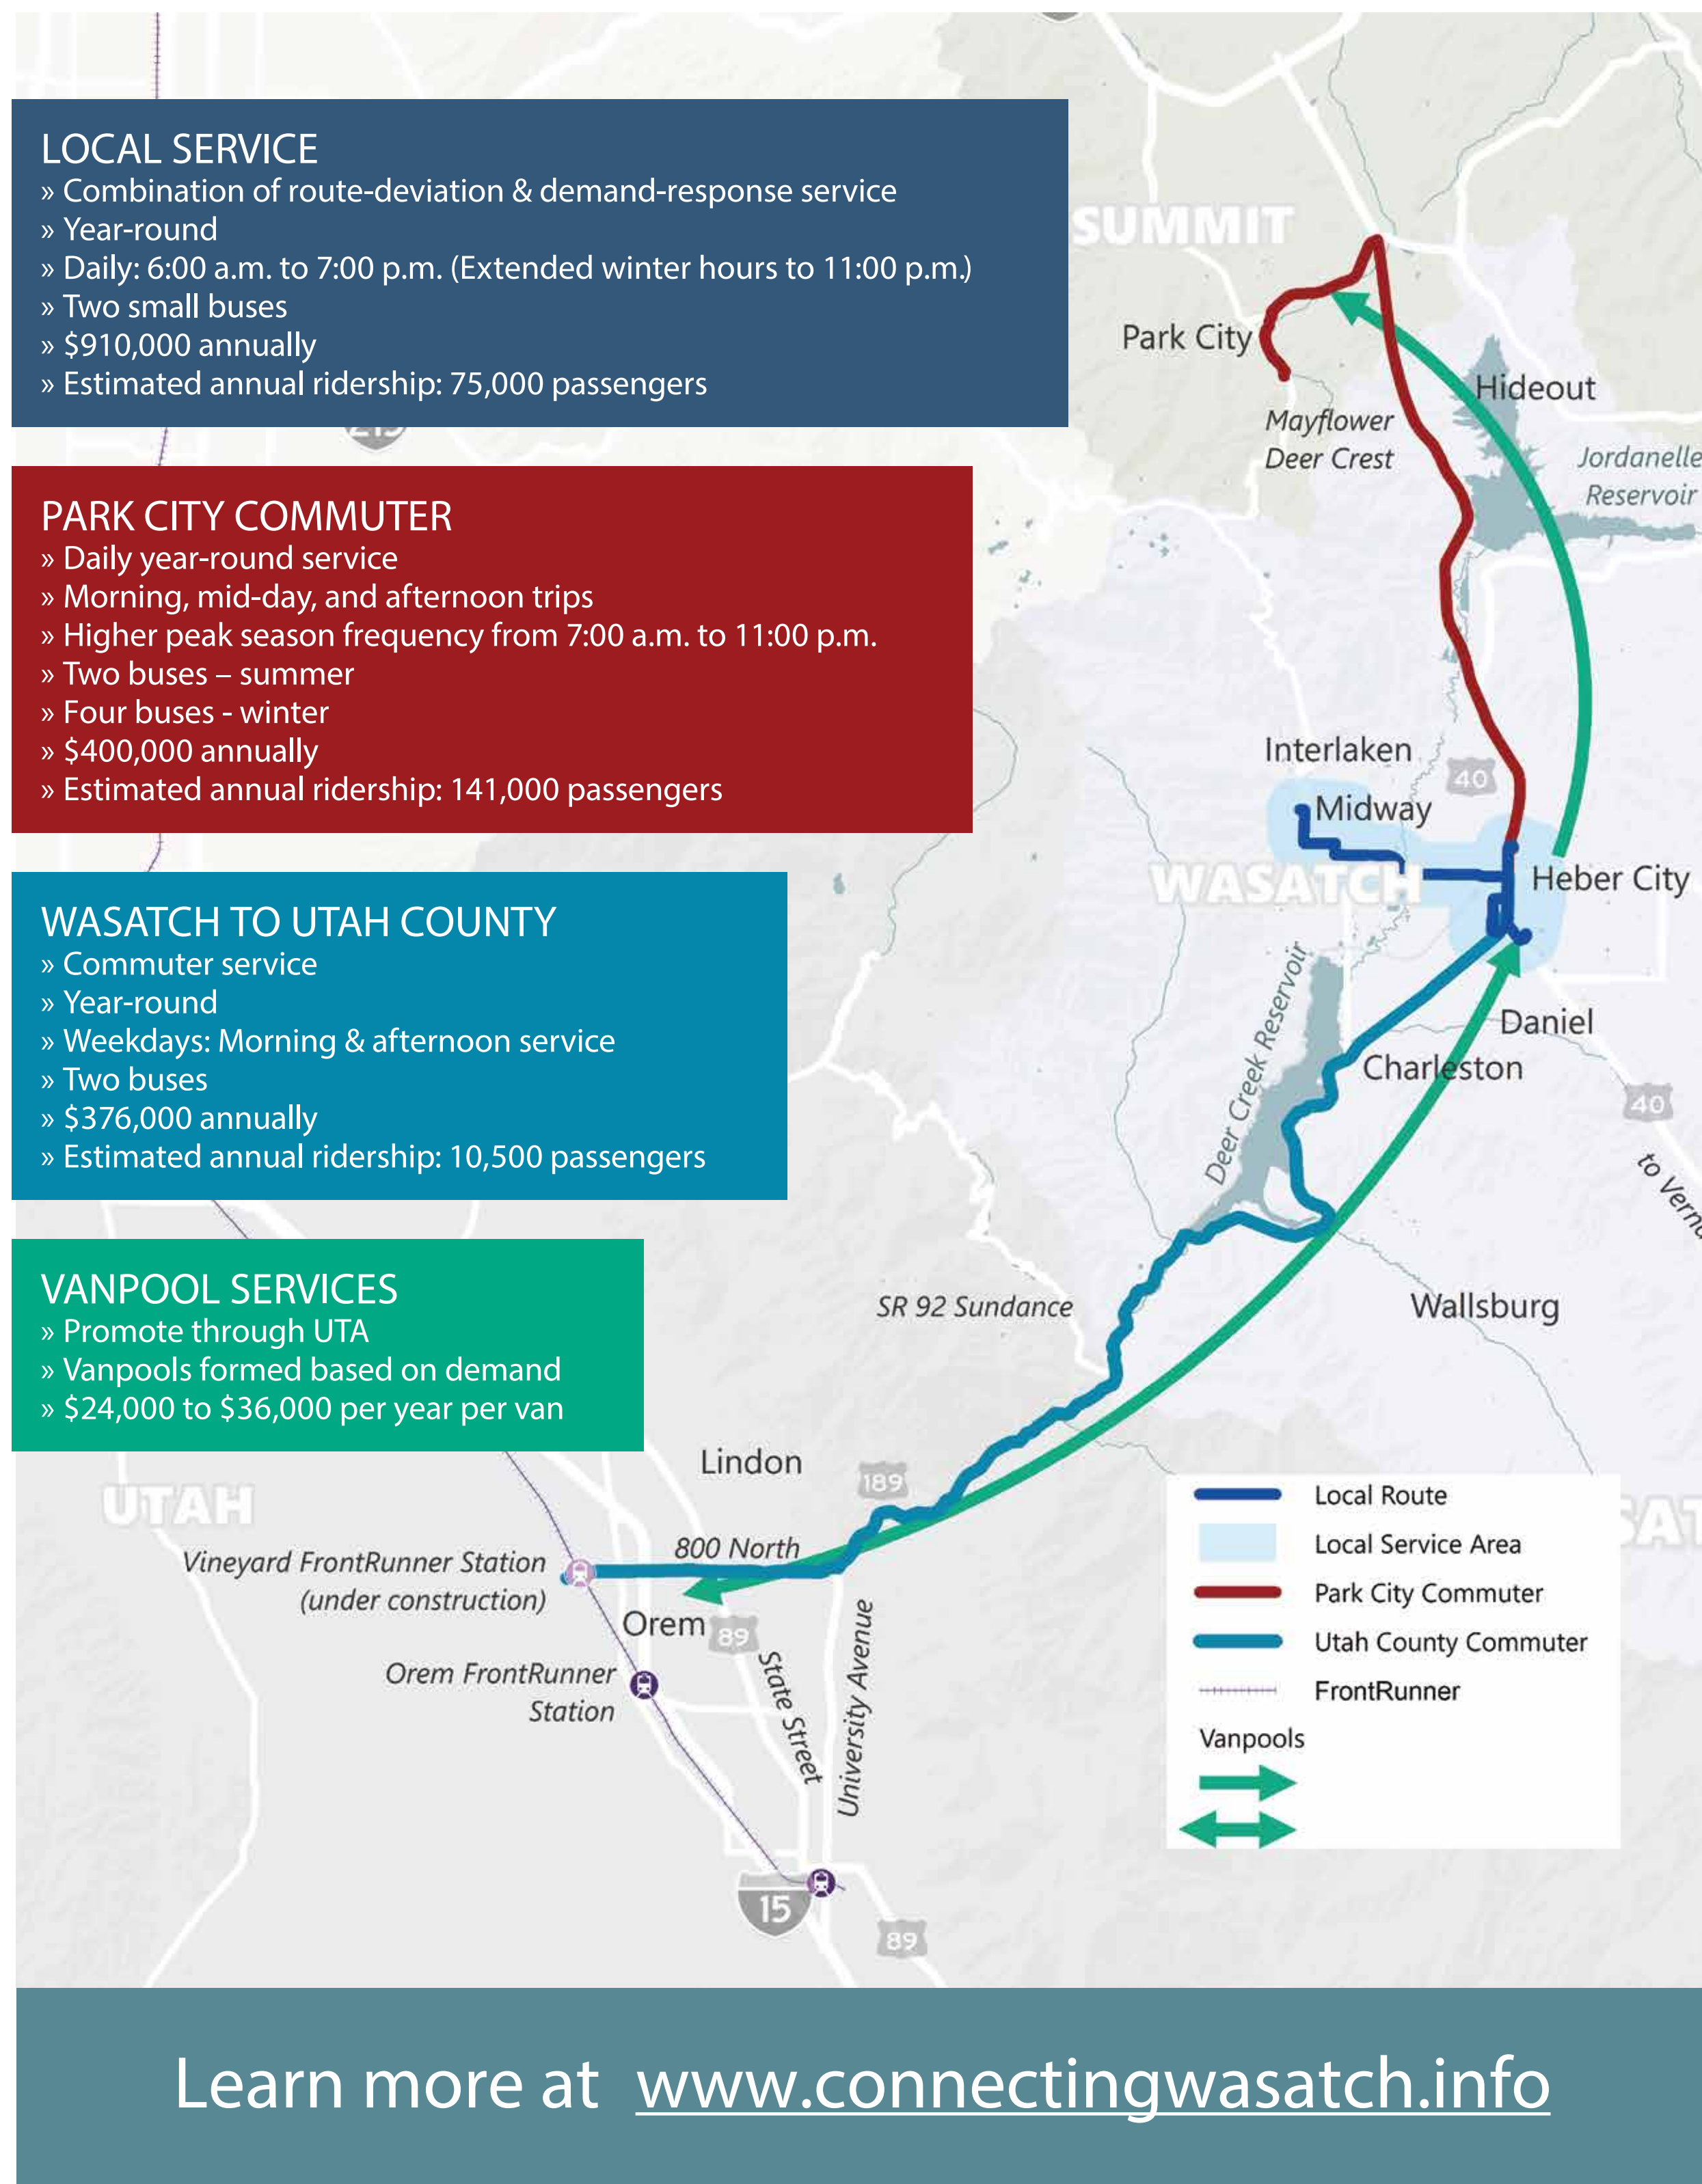 LOCAL SERVICE
» Combination of route-deviation & demand-response service
» Year-round
» Daily: 6:00 a.m. to 7:00 p.m. (Extended winter hours to 11:00 p.m.)
» Two small buses
» $910,000 annually
» Estimated annual ridership: 75,000 passengers
PARK CITY COMMUTER
» Daily year-round service
» Morning, mid-day, and afternoon trips
» Higher peak season frequency from 7:00 a.m. to 11:00 p.m.
» Two buses – summer
» Four buses - winter
» $400,000 annually
» Estimated annual ridership: 141,000 passengers
WASATCH TO UTAH COUNTY
» Commuter service
» Year-round
» Weekdays: Morning & afternoon service
» Two buses
» $376,000 annually
» Estimated annual ridership: 10,500 passengers
VANPOOL SERVICES
» Promote through UTA
» Vanpools formed based on demand
» $24,000 to $36,000 per year per van
SUMMIT
Park City
Hideout
Mayflower
Deer Crest
Jordanelle
Reservoir
Interlaken
40
Midway
WASATCH
Heber City
Deer Creek Reservoir
Daniel
Charleston
40
to
SR 92 Sundance
Wallsburg
Lindon
189
UTAH
800 North
Vineyard FrontRunner Station
(under construction)
Orem
89
Orem FrontRunner
Station
State Street
University Avenue
15
89
Local Route
Local Service Area
Park City Commuter
Utah County Commuter
FrontRunner
Vanpools
Learn more at www.connectingwasatch.info